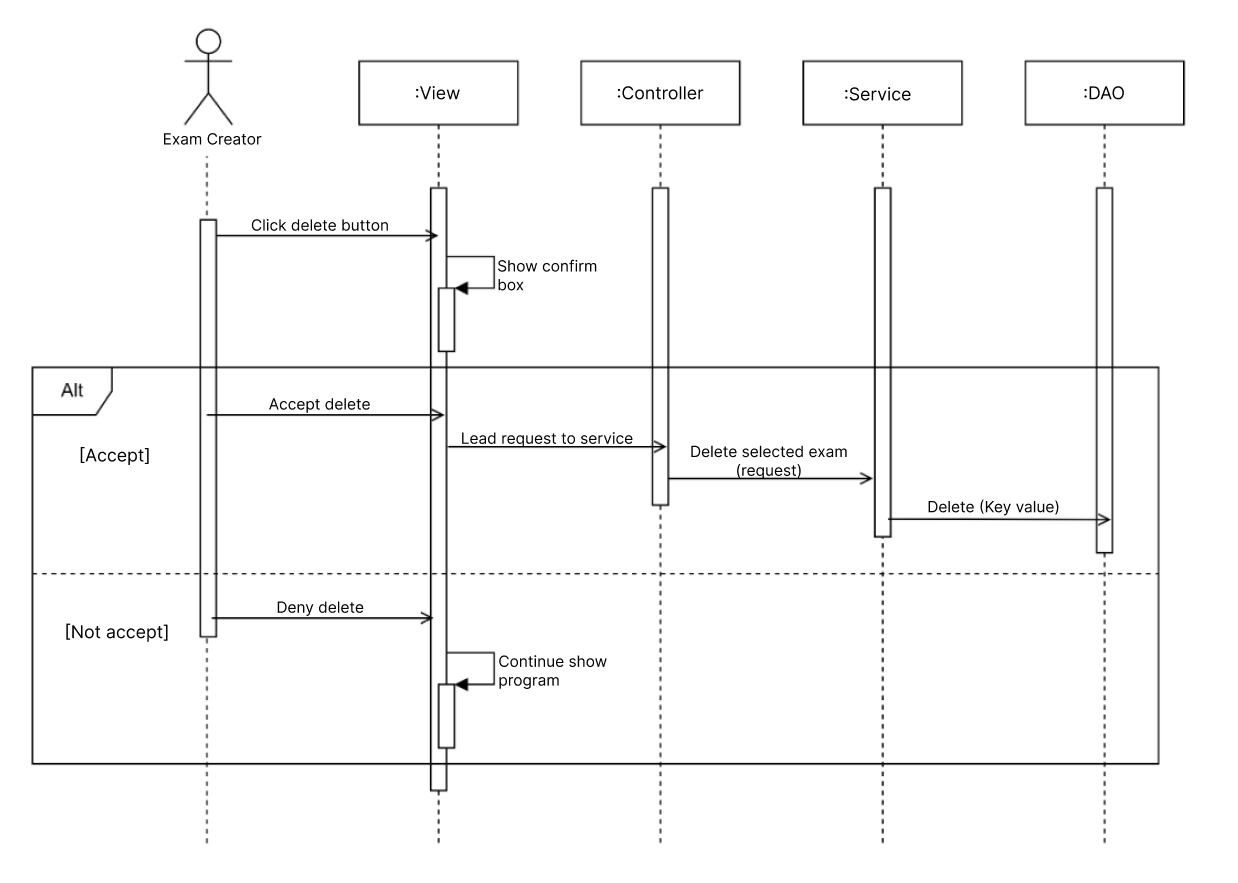 Exam Creator
:View
:Controller
:Service
:DAO
Click delete button
Show confirm
box
Alt
[Accept]
Accept delete
Lead request to service
Delete selected exam
(request)
Delete (Key value)
[Not accept]
Deny delete
Continue show
program